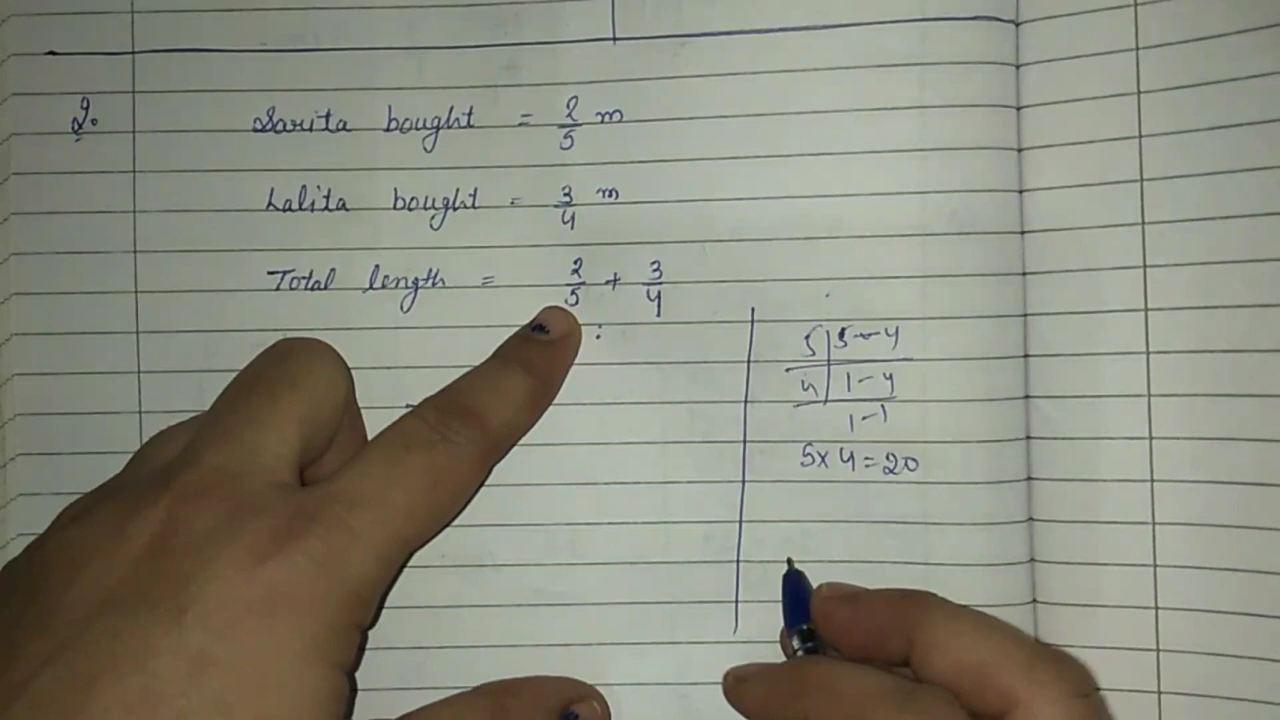 2.
Sarita bought = 2/5 m
Lalita bought = 3/4 m
Total length = 2/5 + 3/4
5 | 5 - 4
4 | 1 - 4
1 - 1
5 x 4 = 20